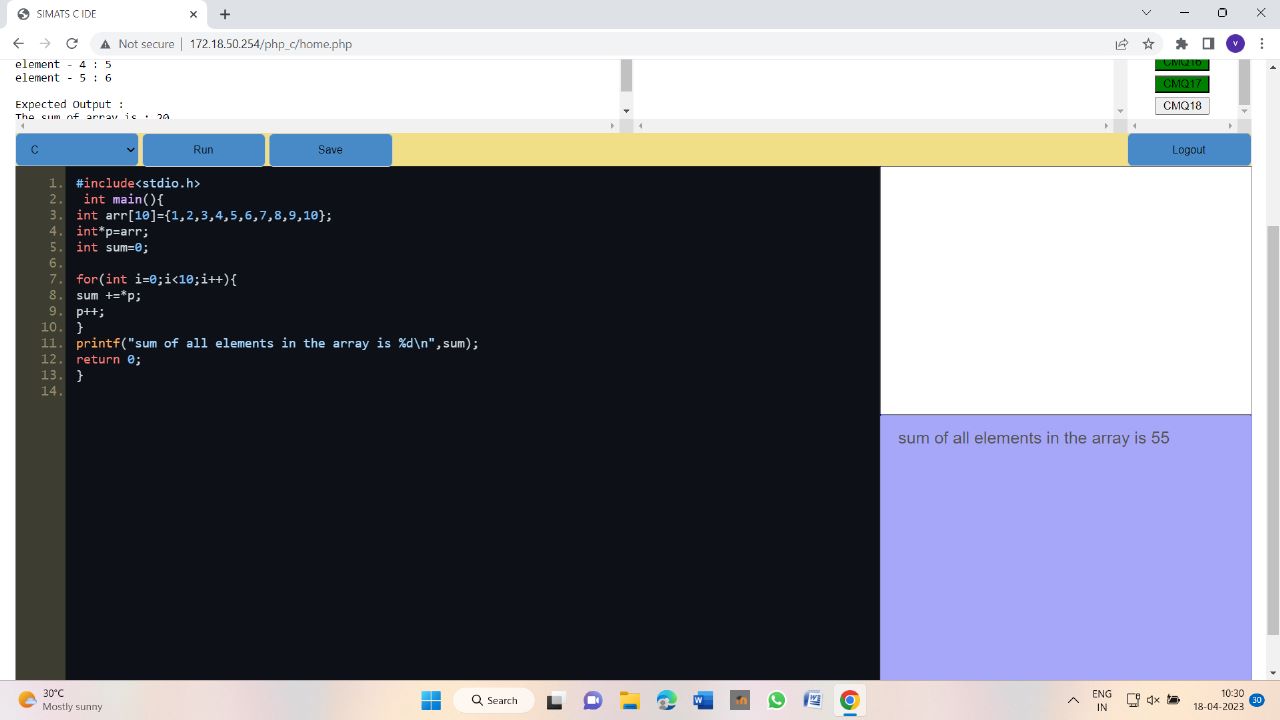 SIMATS C IDE
Not secure | 172.18.50.254/php_c/home.php
element - 4 : 5
element - 5 : 6
Expected Output :
The sum of array is : 20
CMQ16
CMQ17
CMQ18
C
Run
Save
Logout
1. #include<stdio.h>
2. int main(){
3. int arr[10]={1,2,3,4,5,6,7,8,9,10};
4. int*p=arr;
5. int sum=0;
6.
7. for(int i=0;i<10;i++){
8. sum +=*p;
9. p++;
10. }
11. printf("sum of all elements in the array is %d\n",sum);
12. return 0;
13. }
14.
sum of all elements in the array is 55
30°C
Mostly sunny
Search
ENG
IN
10:30
18-04-2023
30